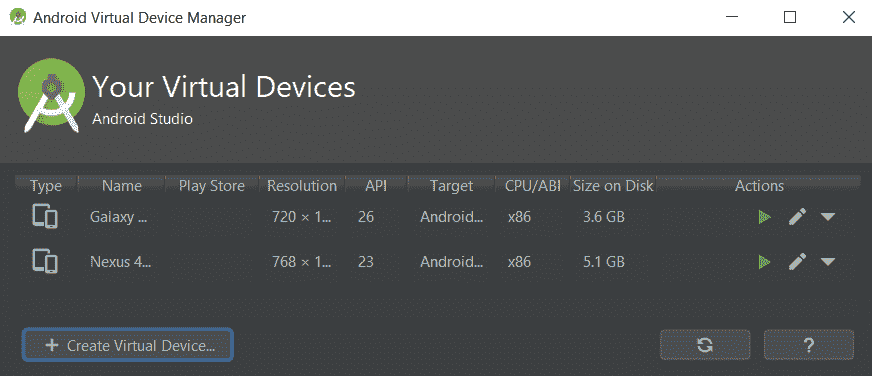 Android Virtual Device Manager
Your Virtual Devices
Android Studio
Type Name Play Store Resolution API Target CPU/ABI Size on Disk Actions
Galaxy ... 720 × 1... 26 Android... x86 3.6 GB
Nexus 4... 768 × 1... 23 Android... x86 5.1 GB
+ Create Virtual Device... ?